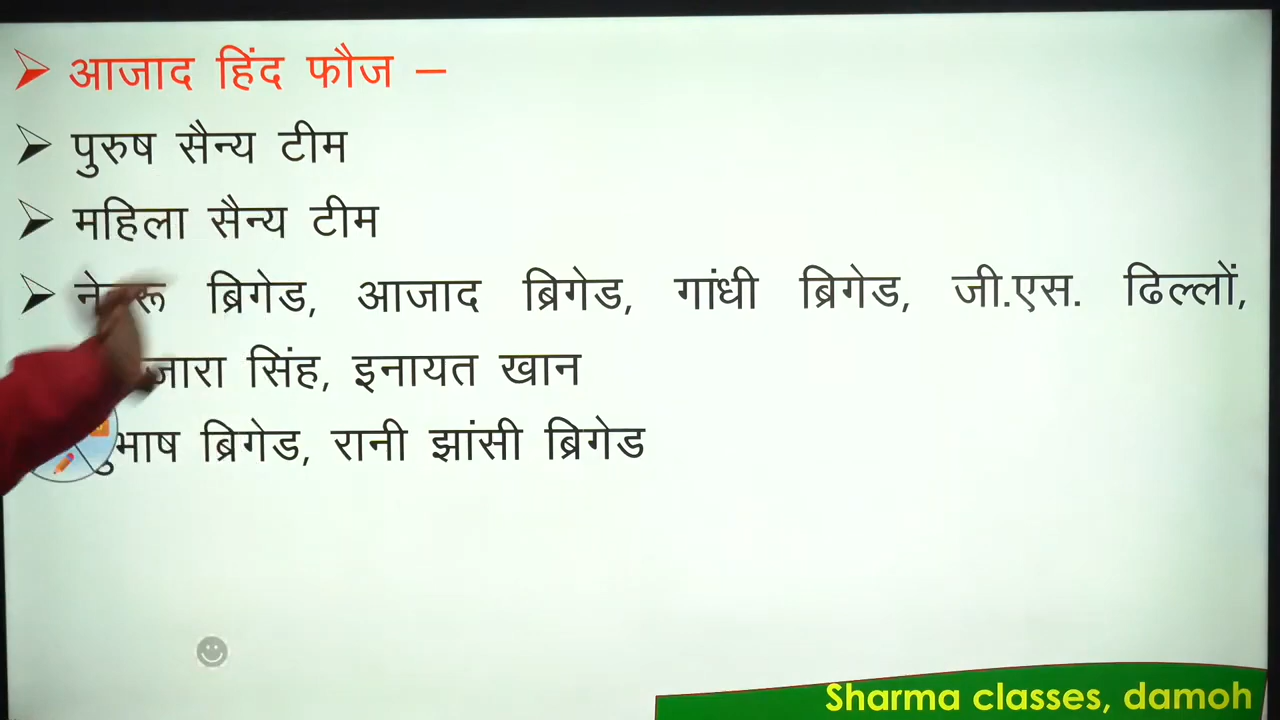 आजाद हिंद फौज –
पुरुष सैन्य टीम
महिला सैन्य टीम
ब्रिगेड, आजाद ब्रिगेड, गांधी ब्रिगेड, जी.एस. ढिल्लों,
सिंह, इनायत खान
ब्रिगेड, रानी झांसी ब्रिगेड
Sharma classes, damoh